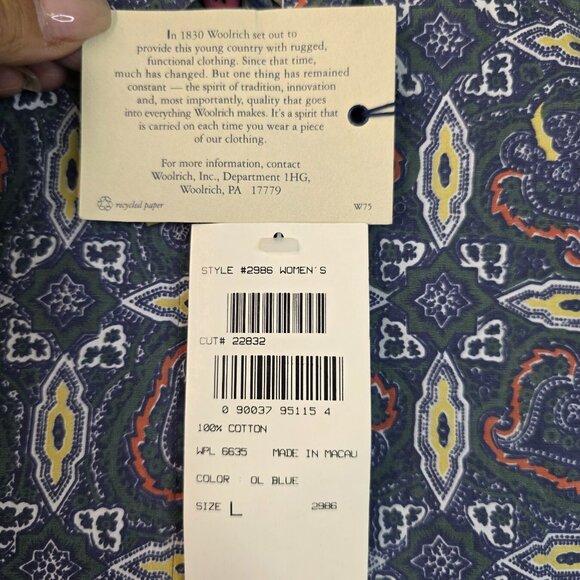 In 1830 Woolrich set out to
provide this young country with rugged,
functional clothing. Since that time,
much has changed. But one thing has remained
constant — the spirit of tradition, innovation
and, most importantly, quality that goes
into everything Woolrich makes. It's a spirit that
is carried on each time you wear a piece
of our clothing.
For more information, contact
Woolrich, Inc., Department 1HG,
Woolrich, PA 17779
recycled paper W75
STYLE #2986 WOMEN'S
CUT# 22832
0 90037 95115 4
100% COTTON
WPL 6635 MADE IN MACAU
COLOR : OL BLUE
SIZE L 2986